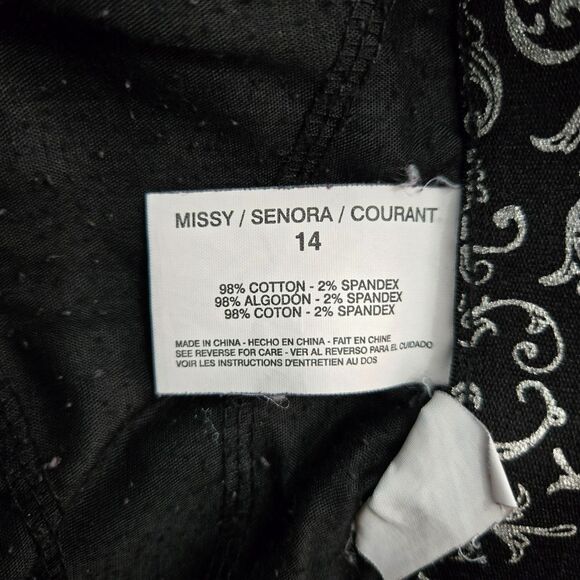 MISSY / SENORA / COURANT
14
98% COTTON - 2% SPANDEX
98% ALGODÓN - 2% SPANDEX
98% COTON - 2% SPANDEX
MADE IN CHINA - HECHO EN CHINA - FAIT EN CHINE
SEE REVERSE FOR CARE - VER AL REVERSO PARA EL CUIDADO
VOIR LES INSTRUCTIONS D'ENTRETIEN AU DOS